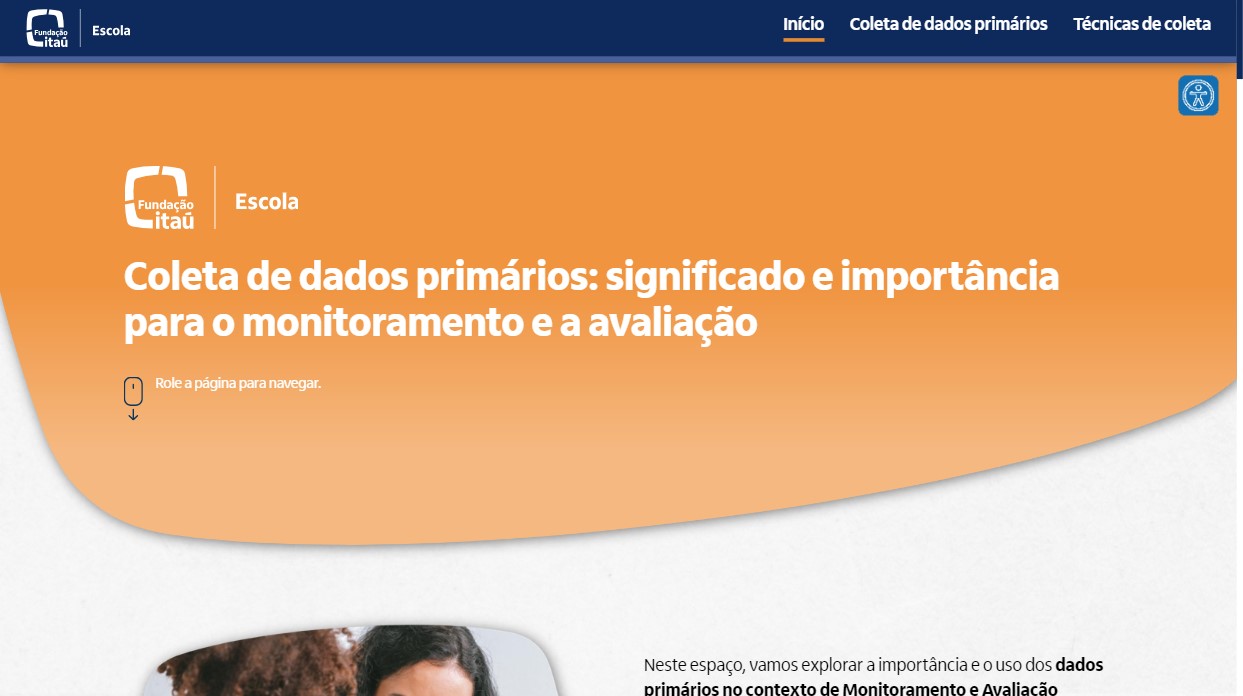 Fundação
itaú
Escola
Início
Coleta de dados primários
Técnicas de coleta
Fundação
itaú
Escola
Coleta de dados primários: significado e importância
para o monitoramento e a avaliação
Role a página para navegar.
Neste espaço, vamos explorar a importância e o uso dos dados
primários no contexto de Monitoramento e Avaliação